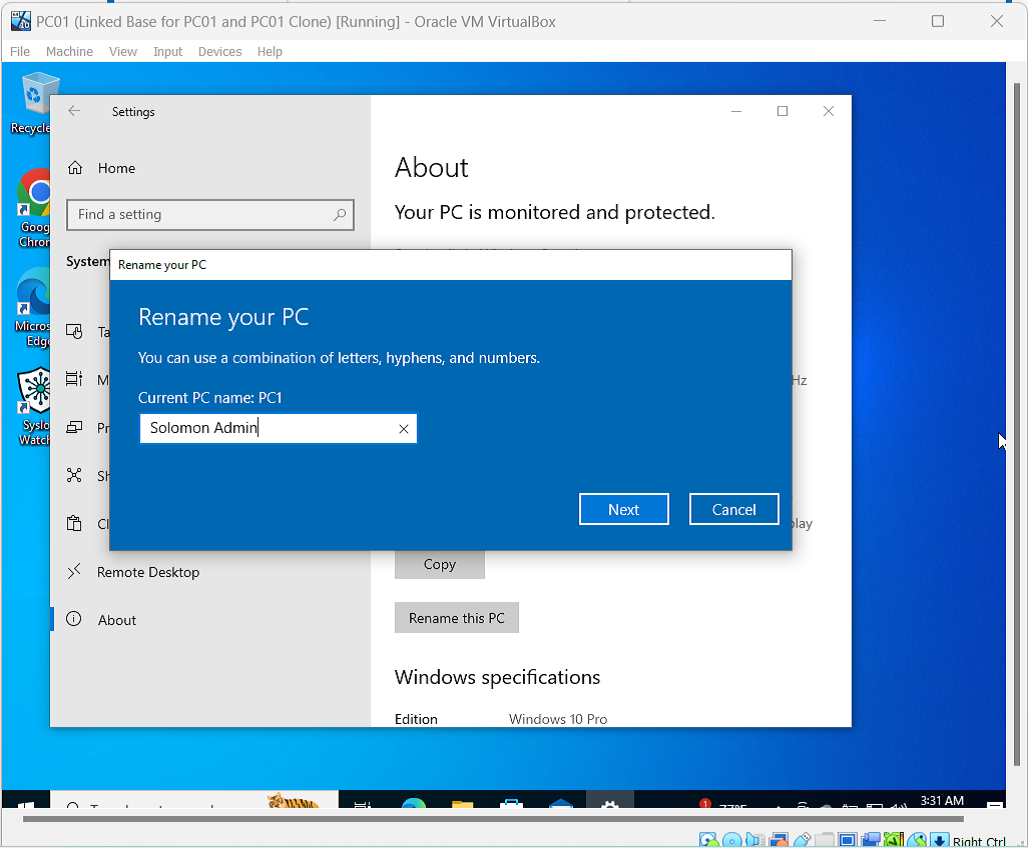 PC01 (Linked Base for PC01 and PC01 Clone) [Running] - Oracle VM VirtualBox
File Machine View Input Devices Help
Recycle
Settings
Home
Find a setting
System
About
Your PC is monitored and protected.
Goog
Chron
Micros
Edge
Syslo
Watch
Rename your PC
Rename your PC
You can use a combination of letters, hyphens, and numbers.
Current PC name: PC1
Solomon Admin
Next
Cancel
Ta
M
Pr
Sh
Cl
Hz
play
Remote Desktop
About
Copy
Rename this PC
Windows specifications
Edition Windows 10 Pro
1
77°F
3:31 AM
Right Ctrl